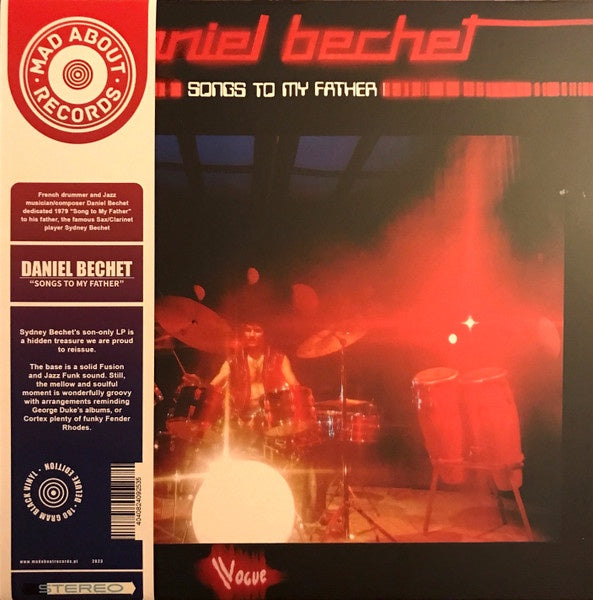 MAD ABOUT
RECORDS
aniel bechet
SONGS TO MY FATHER
French drummer and Jazz
musician/composer Daniel Bechet
dedicated 1979 "Song to My Father"
to his father, the famous Sax/Clarinet
player Sydney Bechet
DANIEL BECHET
"SONGS TO MY FATHER"
Sydney Bechet's son-only LP is
a hidden treasure we are proud
to reissue.
The base is a solid Fusion
and Jazz Funk sound. Still,
the mellow and soulful
moment is wonderfully groovy
with arrangements reminding
George Duke's albums, or
Cortex plenty of funky Fender
Rhodes.
180 GRAM BLACK VINYL · DELUXE EDITION
www.madaboutrecords.pl 2023
STEREO
Vogue